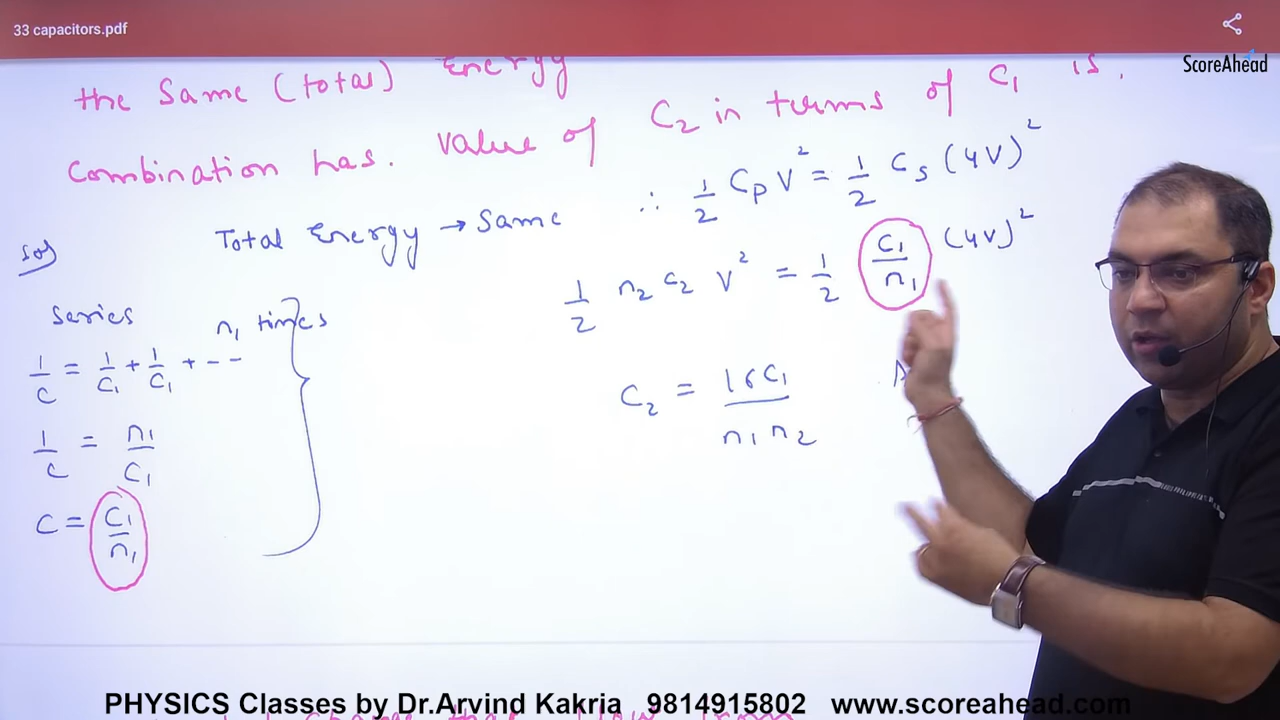 33 capacitors.pdf
ScoreAhead
the Same (total) Energy
Combination has. Value of C₂ in terms of C₁ is.
Sol Total Energy → Same ∴ 1/2 Cp V² = 1/2 Cs (4V)²
1/2 n₂ C₂ V² = 1/2 C₁/n₁ (4V)²
Series
n₁ times
1/C = 1/C₁ + 1/C₁ + - -
C₂ = 16C₁/n₁ n₂
1/C = n₁/C₁
C = C₁/n₁
PHYSICS Classes by Dr.Arvind Kakria 9814915802 www.scoreahead.com